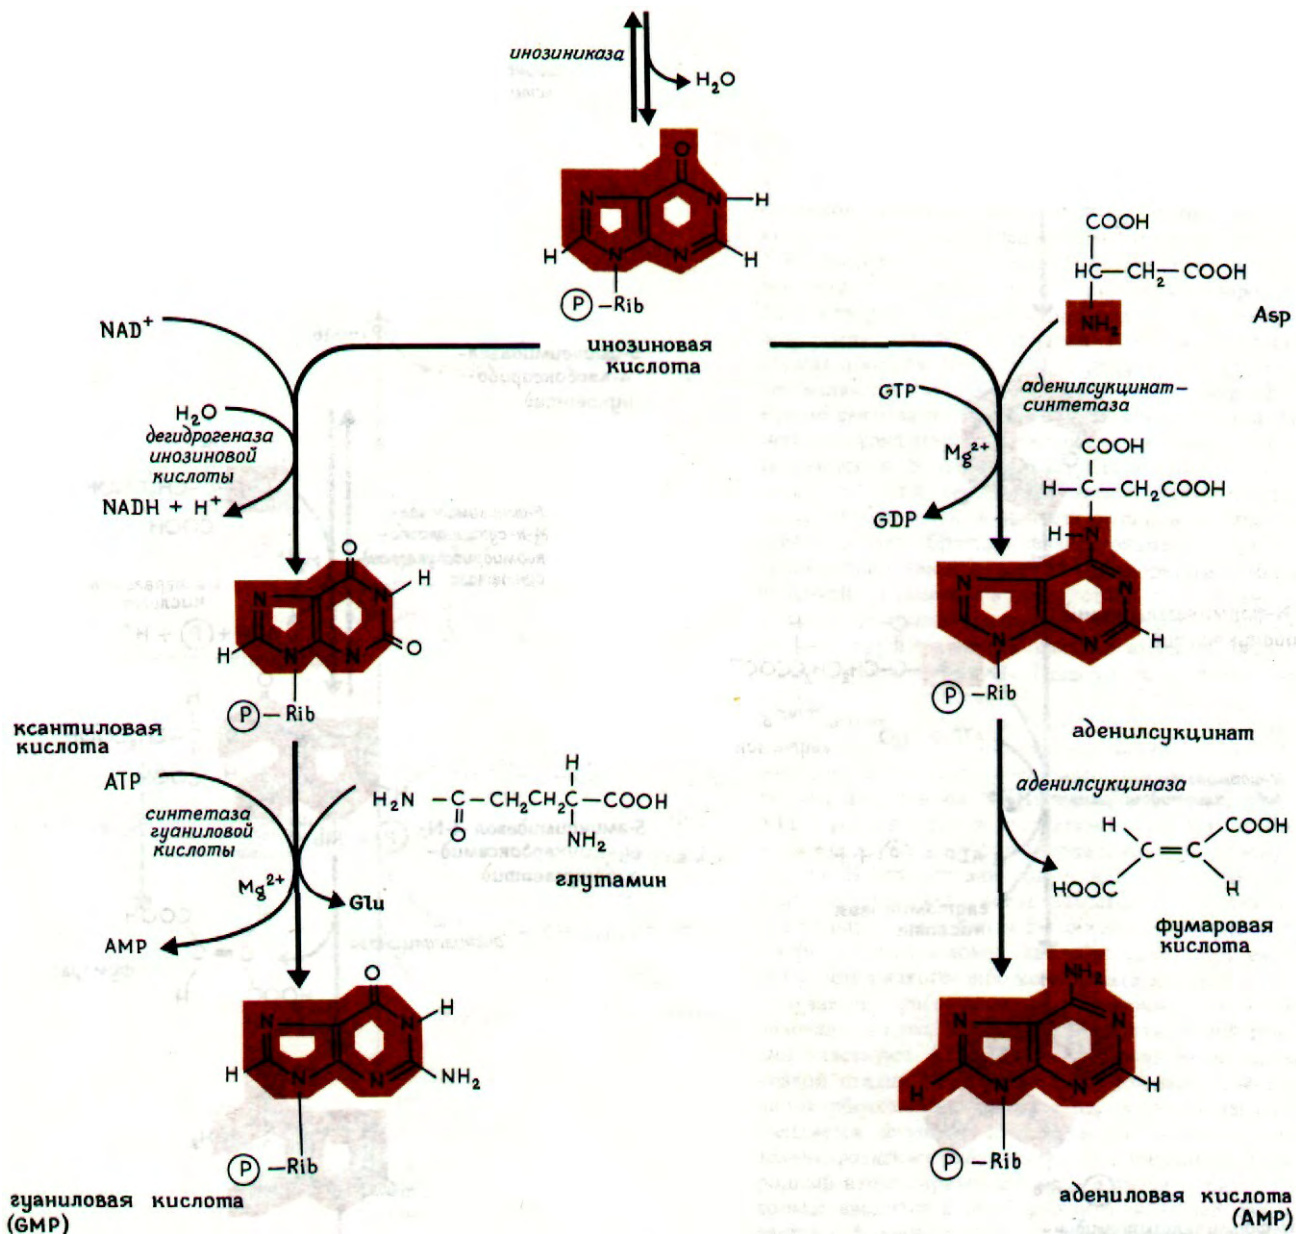 инозиниказа
H₂O
O
N
N
H
H
N
N
H
P –Rib
инозиновая
кислота
COOH
CH–CH₂–COOH
NH₂
Asp
NAD⁺
H₂O
дегидрогеназа
инозиновой
кислоты
NADH + H⁺
GTP
аденилсукцинат–
синтетаза
Mg²⁺
GDP
COOH
H–C–CH₂COOH
H–N
N
N
N
N
H
P –Rib
аденилсукцинат
O
H
N
N
H
N
N
O
P –Rib
ксантиловая
кислота
ATP
синтетаза
гуаниловой
кислоты
Mg²⁺
AMP
H
H₂N –C–CH₂CH₂C–COOH
O
NH₂
глутамин
Glu
аденилсукциназа
H
COOH
C=C
HOOC
H
фумаровая
кислота
O
H
N
N
H
N
N
NH₂
P –Rib
гуаниловая кислота
(GMP)
NH₂
N
N
H
N
N
H
P –Rib
адениловая кислота
(AMP)